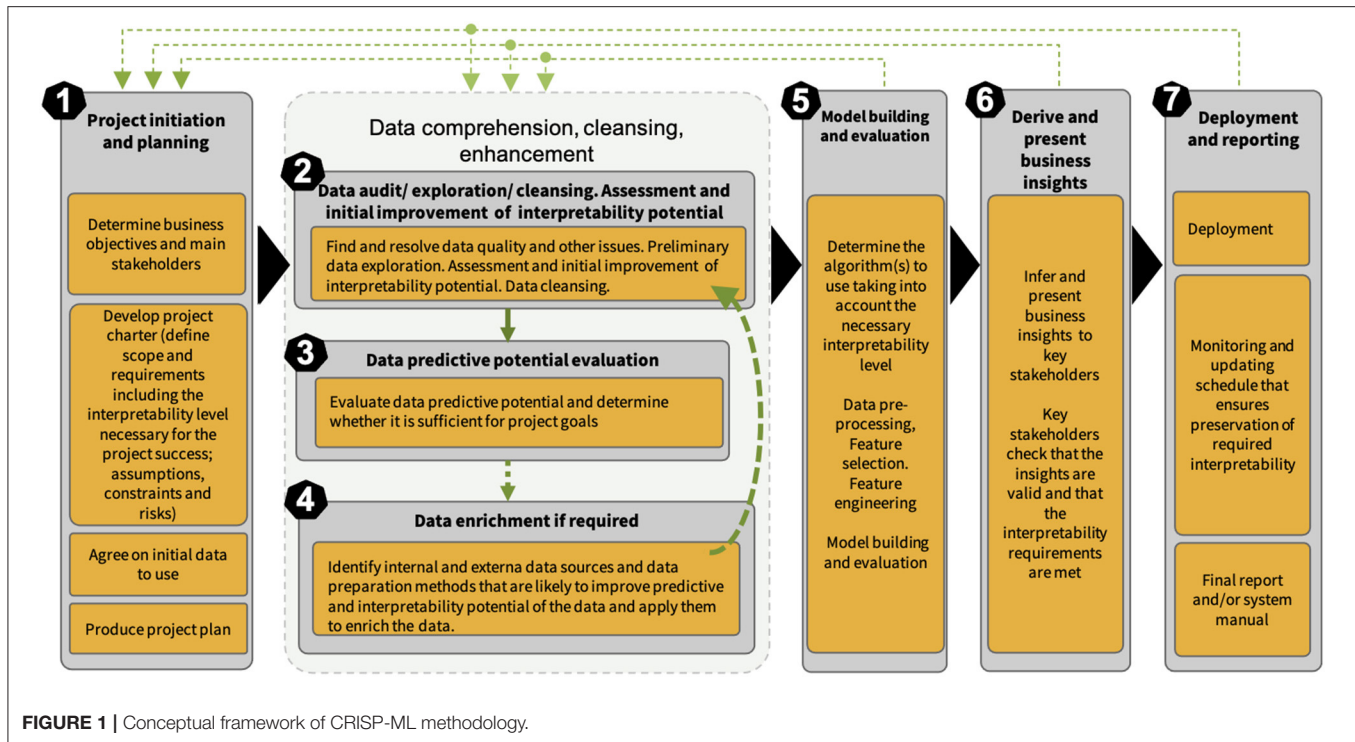 1
Project initiation
and planning
Determine business
objectives and main
stakeholders
Develop project
charter (define
scope and
requirements
including the
interpretability level
necessary for the
project success;
assumptions,
constraints and
risks)
Agree on initial data
to use
Produce project plan
Data comprehension, cleansing,
enhancement
2
Data audit/ exploration/ cleansing. Assessment and
initial improvement of interpretability potential
Find and resolve data quality and other issues. Preliminary
data exploration. Assessment and initial improvement of
interpretability potential. Data cleansing.
3
Data predictive potential evaluation
Evaluate data predictive potential and determine
whether it is sufficient for project goals
4
Data enrichment if required
Identify internal and externa data sources and data
preparation methods that are likely to improve predictive
and interpretability potential of the data and apply them
to enrich the data.
5
Model building
and evaluation
Determine the
algorithm(s) to
use taking into
account the
necessary
interpretability
level
Data pre-
processing,
Feature
selection.
Feature
engineering
Model building
and evaluation
6
Derive and
present
business
insights
Infer and
present
business
insights to
key
stakeholders
Key
stakeholders
check that the
insights are
valid and that
the
interpretability
requirements
are met
7
Deployment
and reporting
Deployment
Monitoring and
updating
schedule that
ensures
preservation of
required
interpretability
Final report
and/or system
manual
FIGURE 1 | Conceptual framework of CRISP-ML methodology.